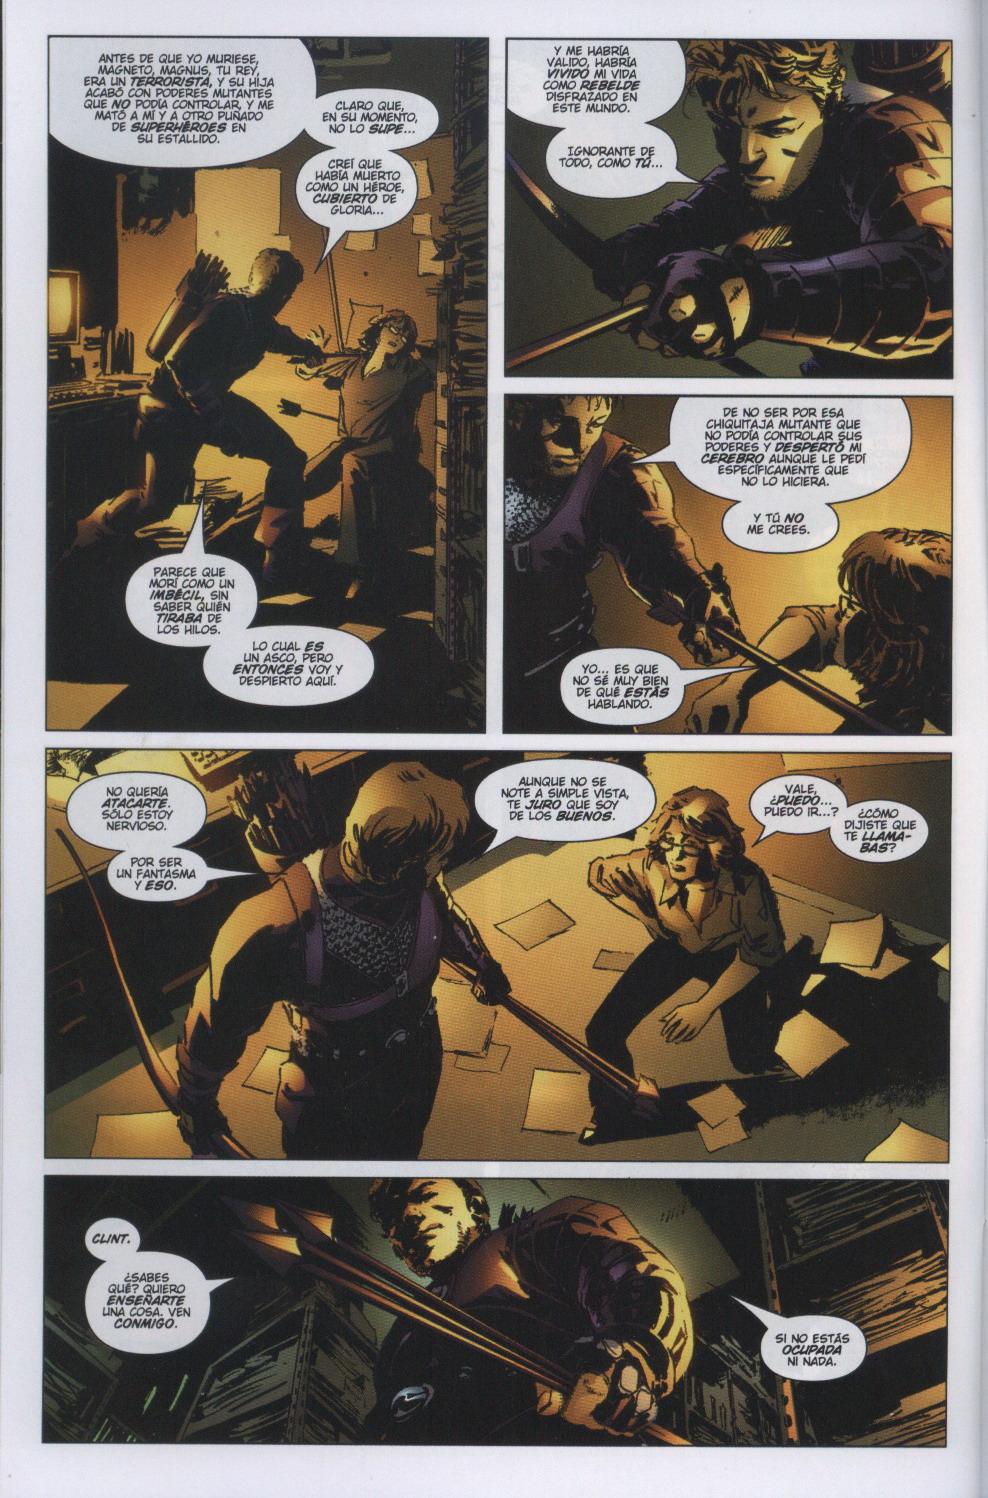 ANTES DE QUE YO MURIESE,
MAGNETO, MAGNUS, TU REY,
ERA UN TERRORISTA, Y SU HIJA
ACABÓ CON PODERES MUTANTES
QUE NO PODÍA CONTROLAR, Y ME
MATÓ A MÍ Y A OTRO PUÑADO
DE SUPERHÉROES EN
SU ESTALLIDO.
CLARO QUE,
EN SU MOMENTO,
NO LO SUPE...
CREÍ QUE
HABÍA MUERTO
COMO UN HÉROE,
CUBIERTO DE
GLORIA...
PARECE QUE
MORÍ COMO UN
IMBÉCIL, SIN
SABER QUIÉN
TIRABA DE
LOS HILOS.
LO CUAL ES
UN ASCO, PERO
ENTONCES VOY Y
DESPIERTO AQUÍ.
Y ME HABRÍA
VALIDO, HABRÍA
VIVIDO MI VIDA
COMO REBELDE
DISFRAZADO EN
ESTE MUNDO.
IGNORANTE DE
TODO, COMO TÚ...
DE NO SER POR ESA
CHIQUITAJA MUTANTE QUE
NO PODÍA CONTROLAR SUS
PODERES Y DESPERTÓ MI
CEREBRO AUNQUE LE PEDÍ
ESPECÍFICAMENTE QUE
NO LO HICIERA.
Y TÚ NO
ME CREES.
YO... ES QUE
NO SÉ MUY BIEN
DE QUÉ ESTÁS
HABLANDO.
NO QUERÍA
ATACARTE.
SÓLO ESTOY
NERVIOSO.
POR SER
UN FANTASMA
Y ESO.
AUNQUE NO SE
NOTE A SIMPLE VISTA,
TE JURO QUE SOY
DE LOS BUENOS.
VALE,
¿PUEDO...
PUEDO IR...?
¿CÓMO
DIJISTE QUE
TE LLAMA-
BAS?
CLINT.
¿SABES
QUÉ? QUIERO
ENSEÑARTE
UNA COSA. VEN
CONMIGO.
SI NO ESTÁS
OCUPADA
NI NADA.